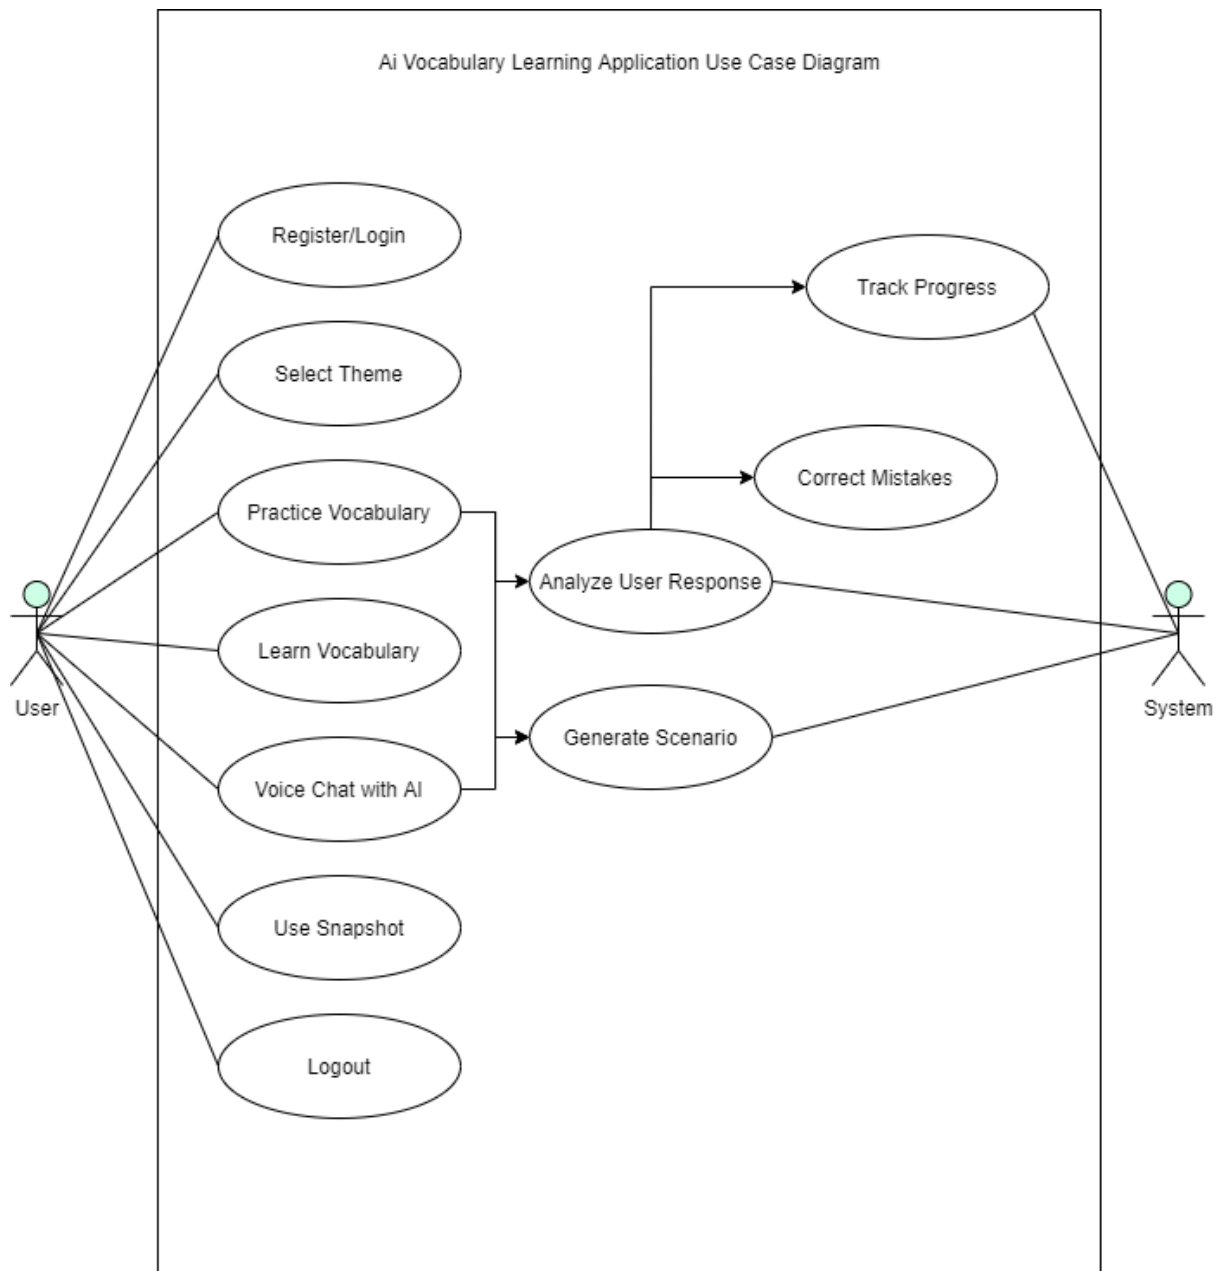 Ai Vocabulary Learning Application Use Case Diagram
Register/Login
Track Progress
Select Theme
Correct Mistakes
Practice Vocabulary
Analyze User Response
Learn Vocabulary
User
System
Generate Scenario
Voice Chat with AI
Use Snapshot
Logout